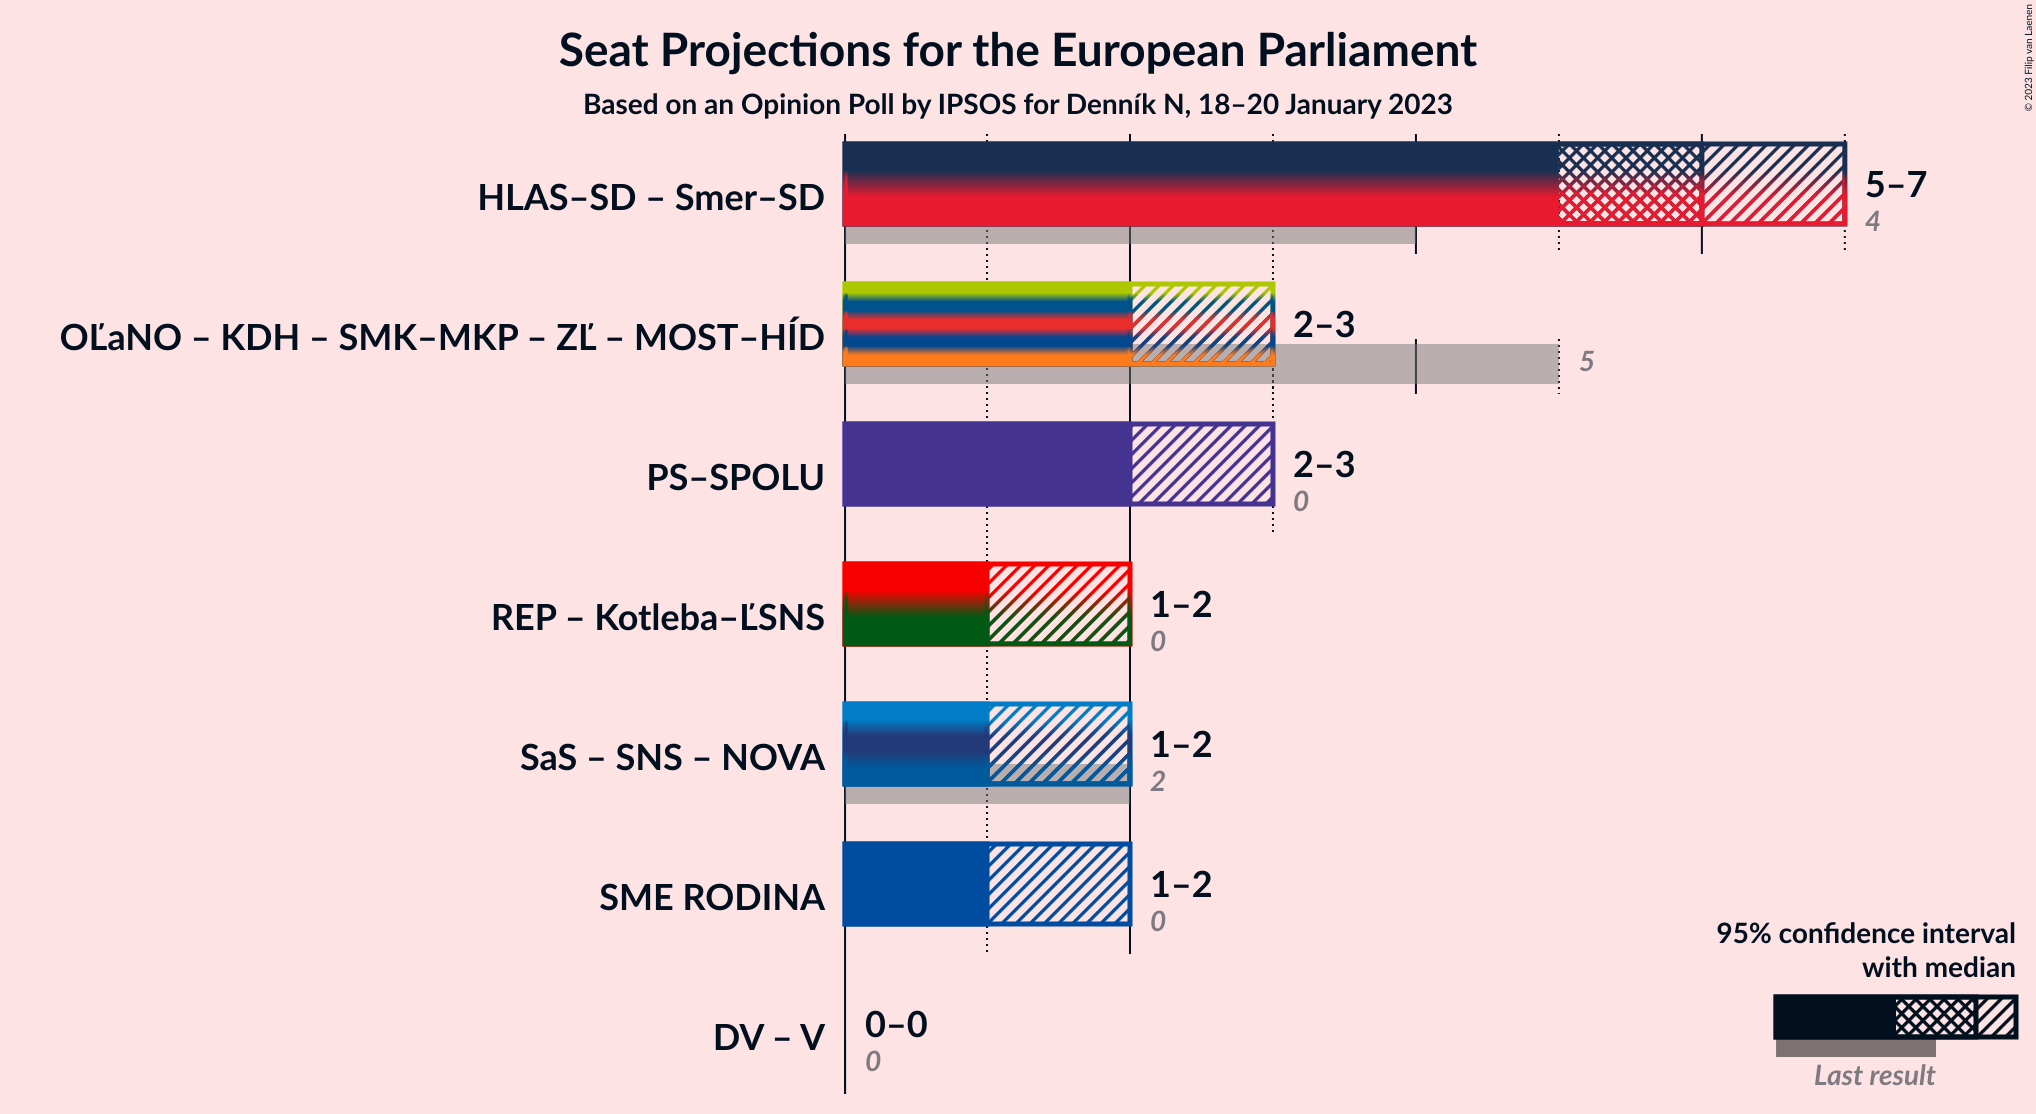 Seat Projections for the European Parliament
Based on an Opinion Poll by IPSOS for Denník N, 18–20 January 2023
© 2023 Filip van Laenen
HLAS–SD – Smer–SD
5–7
4
OĽaNO – KDH – SMK–MKP – ZĽ – MOST–HÍD
2–3
5
PS–SPOLU
2–3
0
REP – Kotleba–ĽSNS
1–2
0
SaS – SNS – NOVA
1–2
2
SME RODINA
1–2
0
DV – V
0–0
0
95% confidence interval
with median
Last result